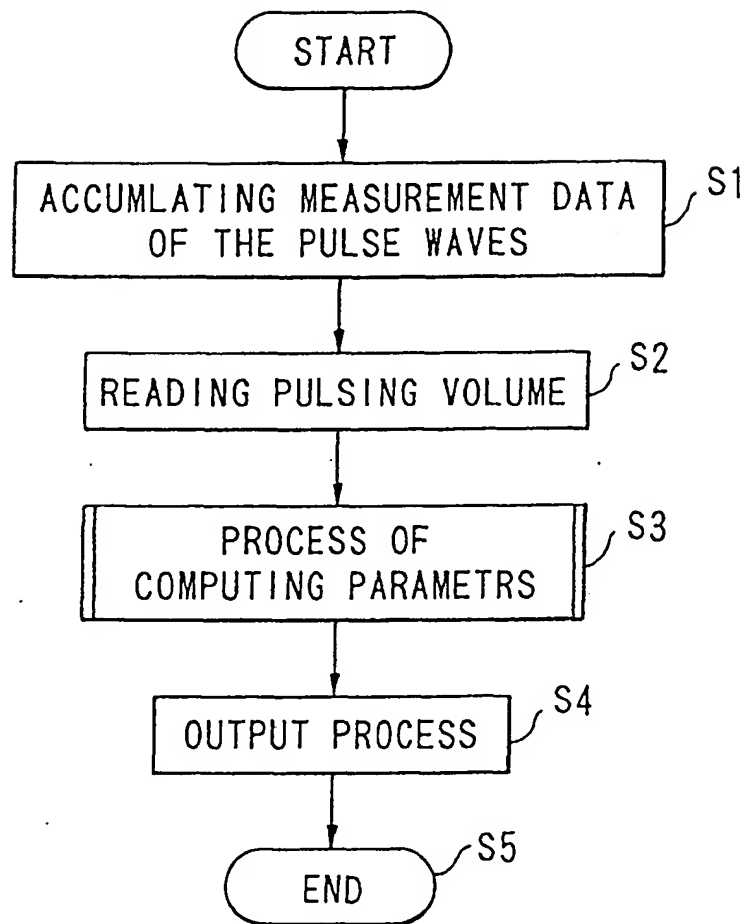 START
ACCUMLATING MEASUREMENT DATA
OF THE PULSE WAVES
S1
READING PULSING VOLUME
S2
PROCESS OF
COMPUTING PARAMETRS
S3
OUTPUT PROCESS
S4
END
S5